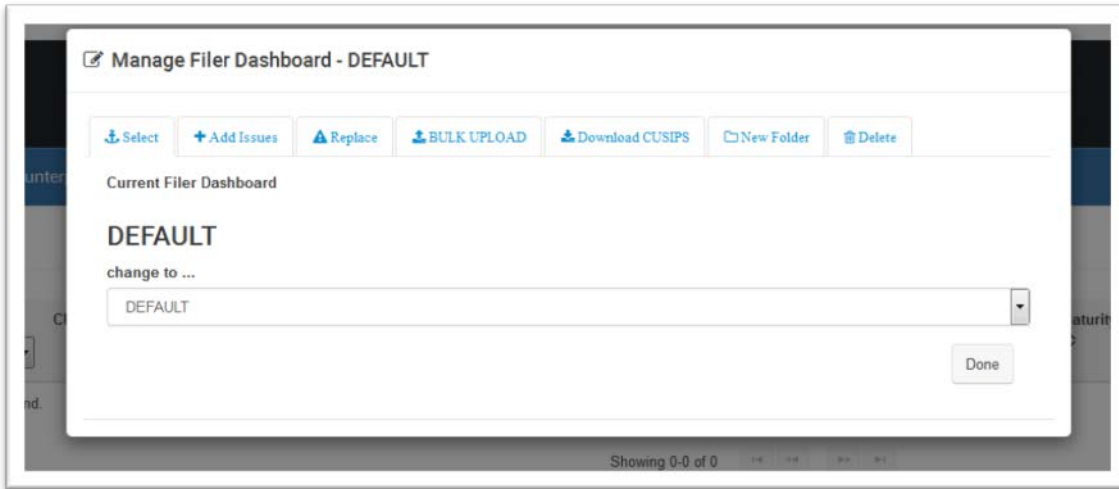 Manage Filer Dashboard - DEFAULT
Select Add Issues Replace BULK UPLOAD Download CUSIPS New Folder Delete
Current Filer Dashboard
DEFAULT
change to ...
DEFAULT
Done
Showing 0-0 of 0